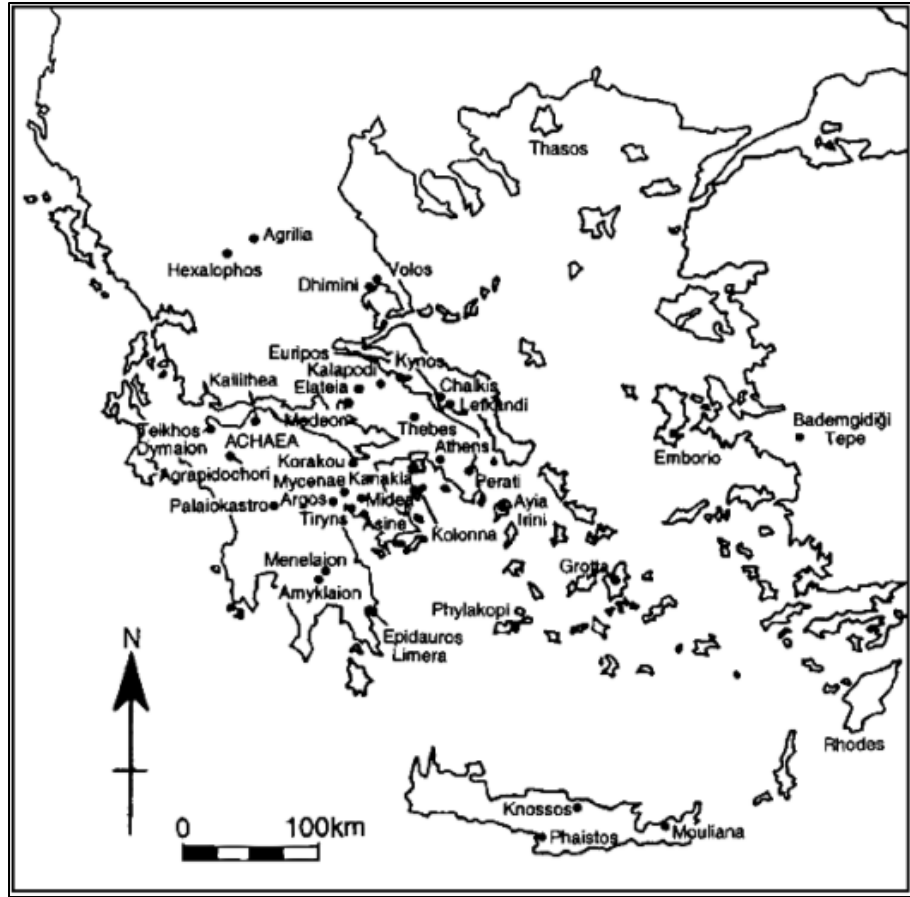 Thasos
Agrilia
Hexalophos
Volos
Dhimini
Euripos
Kynos
Kalapodi
Elateia
Kallithea
Chalkis
Lefkandi
Medeon
Teikhos
Dymaion
ACHAEA
Thebes
Athens
Bademgidiği
Tepe
Emborio
Agrapidochori
Korakou
Mycenae
Kanakia
Perati
Palaiokastro
Argos
Midea
Ayia
Irini
Tiryns
Asine
Kolonna
Menelaion
Grotta
Amyklaion
Phylakopi
Epidauros
Limera
N
Rhodes
0 100km
Knossos
Phaistos
Mouliana